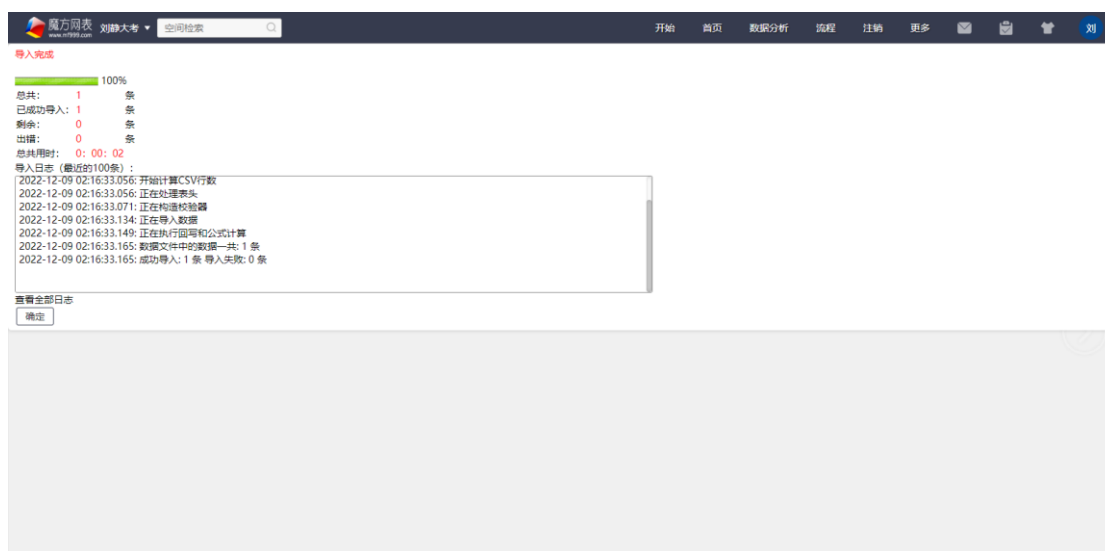 魔方网表 刘静大考 ▼ 空间检索 开始 首页 数据分析 流程 注销 更多 刘
www.mf999.com
导入完成
100%
总共: 1 条
已成功导入: 1 条
剩余: 0 条
出错: 0 条
总共用时: 0: 00: 02
导入日志（最近的100条）:
2022-12-09 02:16:33.056: 开始计算CSV行数
2022-12-09 02:16:33.056: 正在处理表头
2022-12-09 02:16:33.071: 正在构造校验器
2022-12-09 02:16:33.134: 正在导入数据
2022-12-09 02:16:33.149: 正在执行回写和公式计算
2022-12-09 02:16:33.165: 数据文件中的数据一共: 1 条
2022-12-09 02:16:33.165: 成功导入: 1 条 导入失败: 0 条
查看全部日志
确定